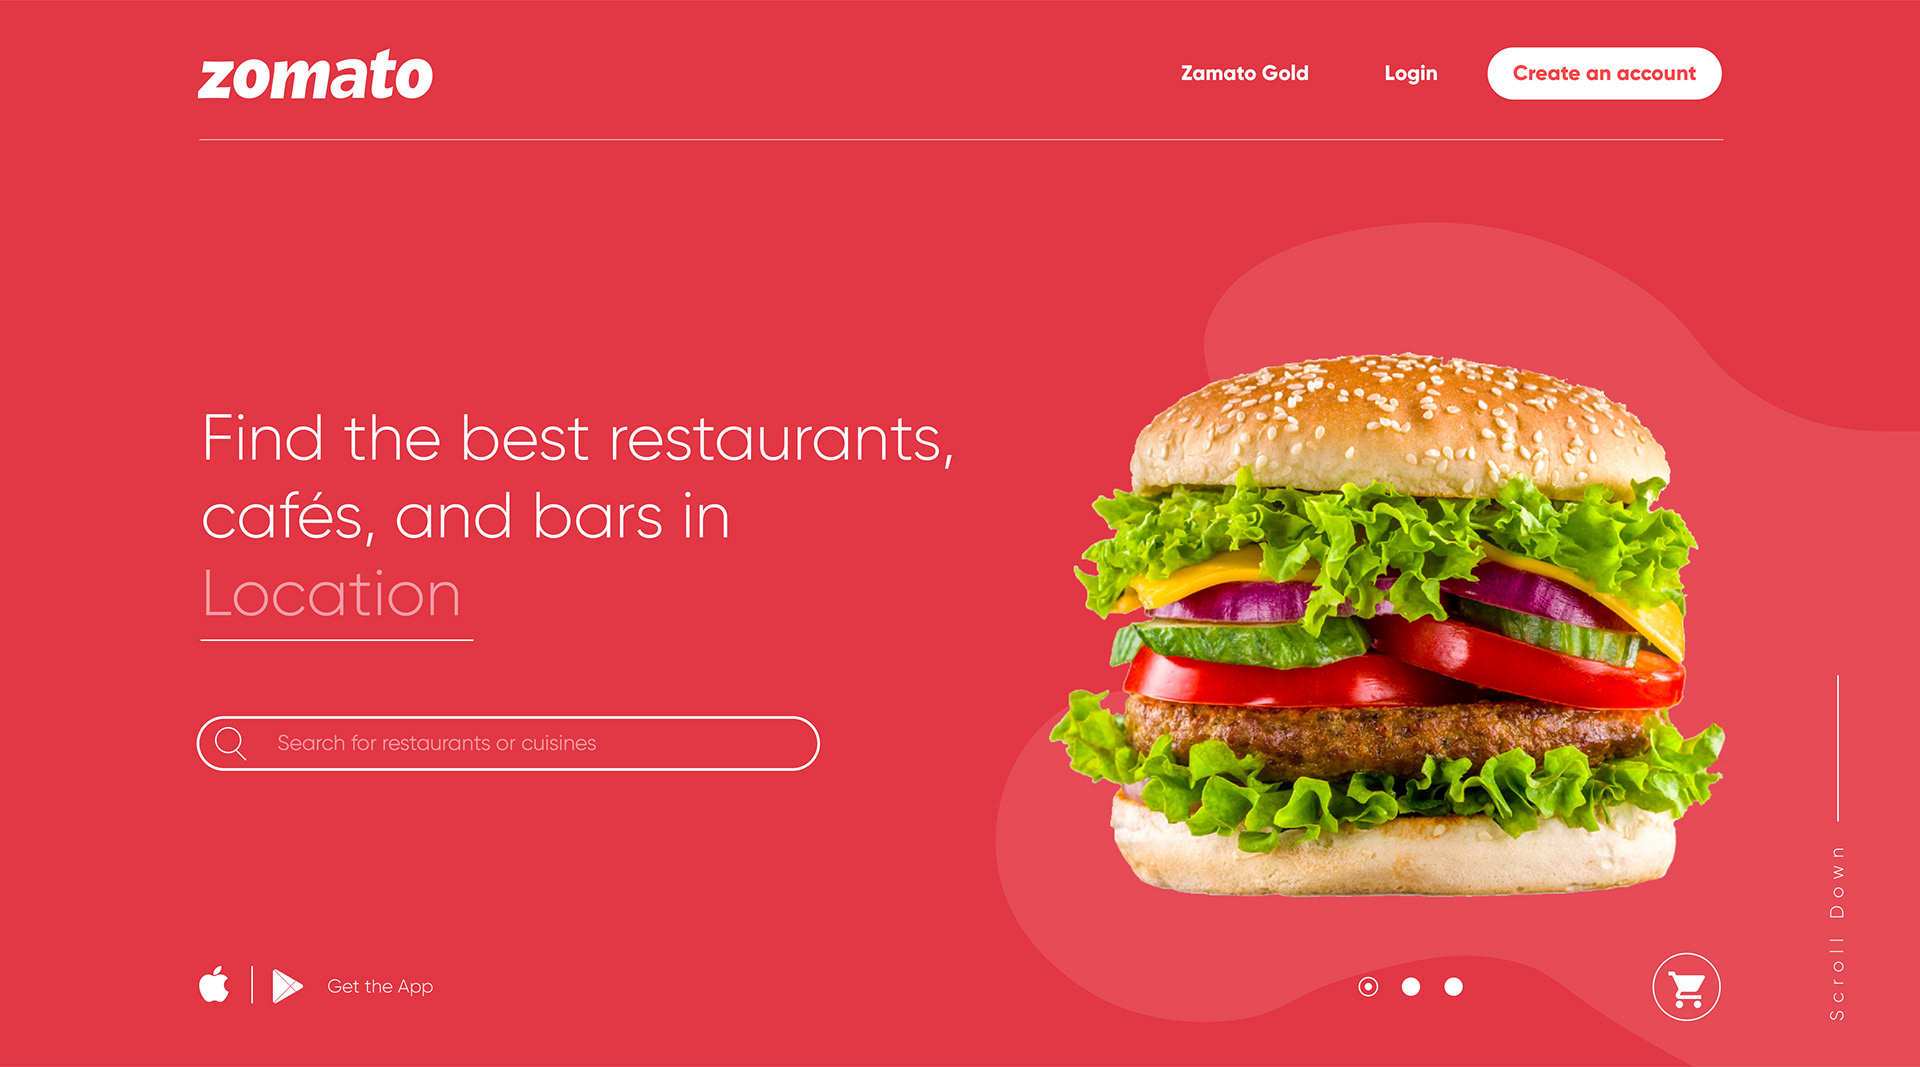 zomato
Zamato Gold
Login
Create an account
Find the best restaurants,
cafés, and bars in
Location
Search for restaurants or cuisines
Get the App
Scroll Down